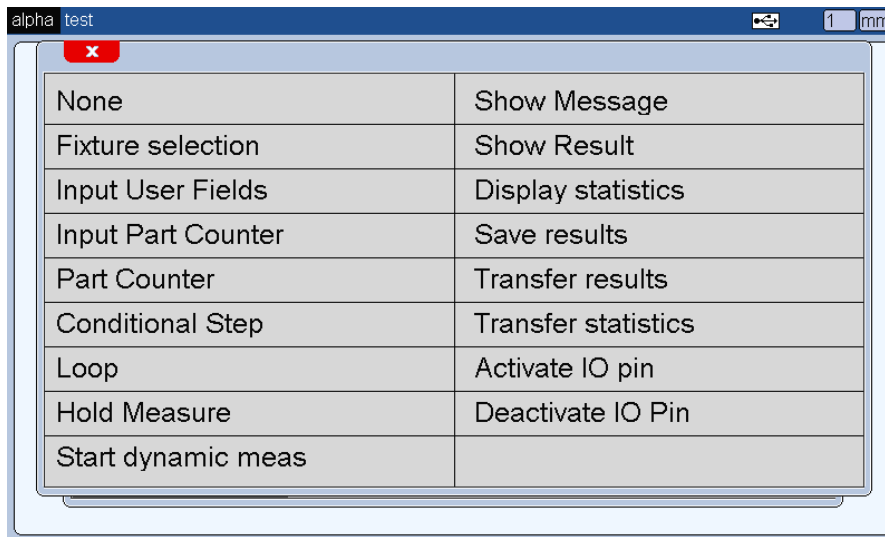 alpha test 1 mm
x
None
Fixture selection
Input User Fields
Input Part Counter
Part Counter
Conditional Step
Loop
Hold Measure
Start dynamic meas
Show Message
Show Result
Display statistics
Save results
Transfer results
Transfer statistics
Activate IO pin
Deactivate IO Pin